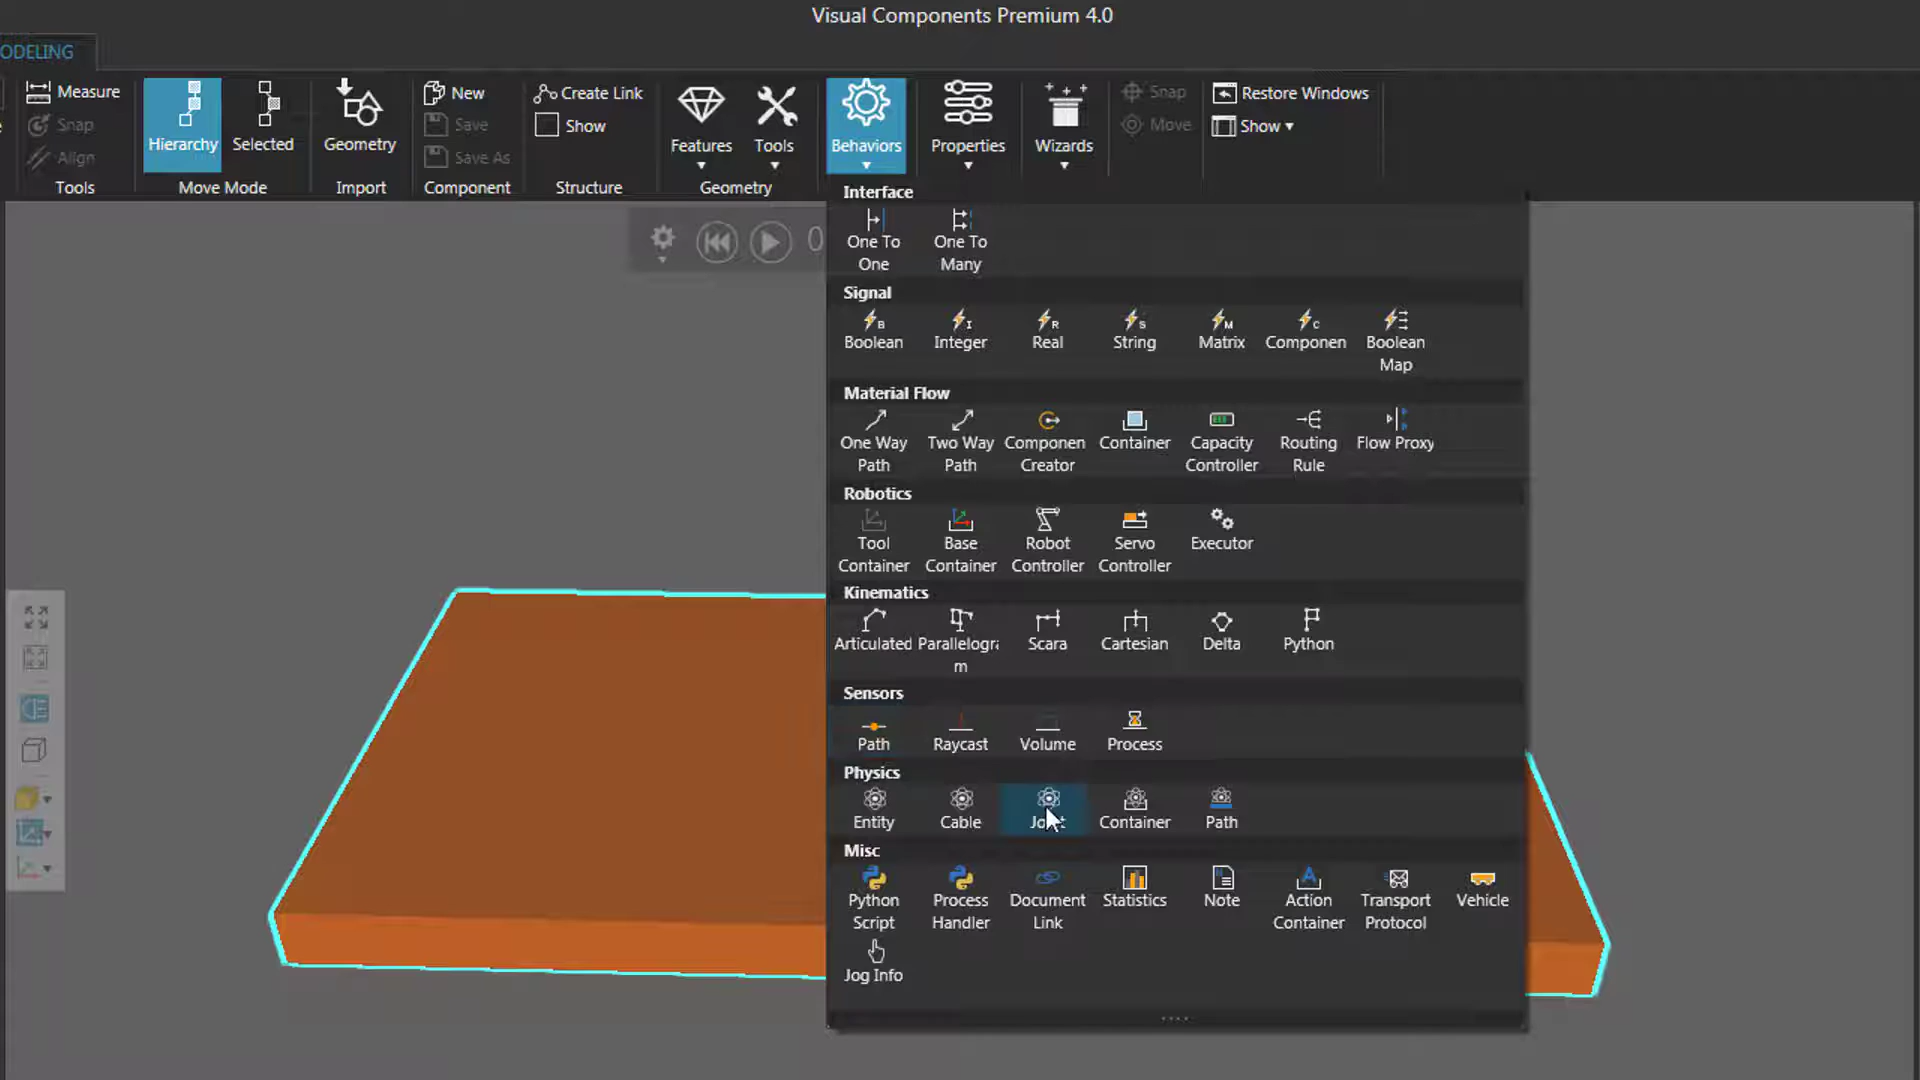 Visual Components Premium 4.0
ODELING
Measure
Snap
Align
Tools
Hierarchy
Selected
Move Mode
Geometry
Import
New
Save
Save As
Component
Create Link
Show
Structure
Features
Tools
Geometry
Behaviors
Properties
Wizards
Snap
Move
Restore Windows
Show
0
Interface
One To
One
One To
Many
Signal
B
Boolean
I
Integer
R
Real
S
String
M
Matrix
C
Componen
Boolean
Map
Material Flow
One Way
Path
Two Way
Path
Componen
Creator
Container
Capacity
Controller
Routing
Rule
Flow Proxy
Robotics
Tool
Container
Base
Container
Robot
Controller
Servo
Controller
Executor
Kinematics
Articulated
Parallelogra
m
Scara
Cartesian
Delta
Python
Sensors
Path
Raycast
Volume
Process
Physics
Entity
Cable
Container
Path
Misc
Python
Script
Process
Handler
Document
Link
Statistics
Note
Action
Container
Transport
Protocol
Vehicle
Jog Info